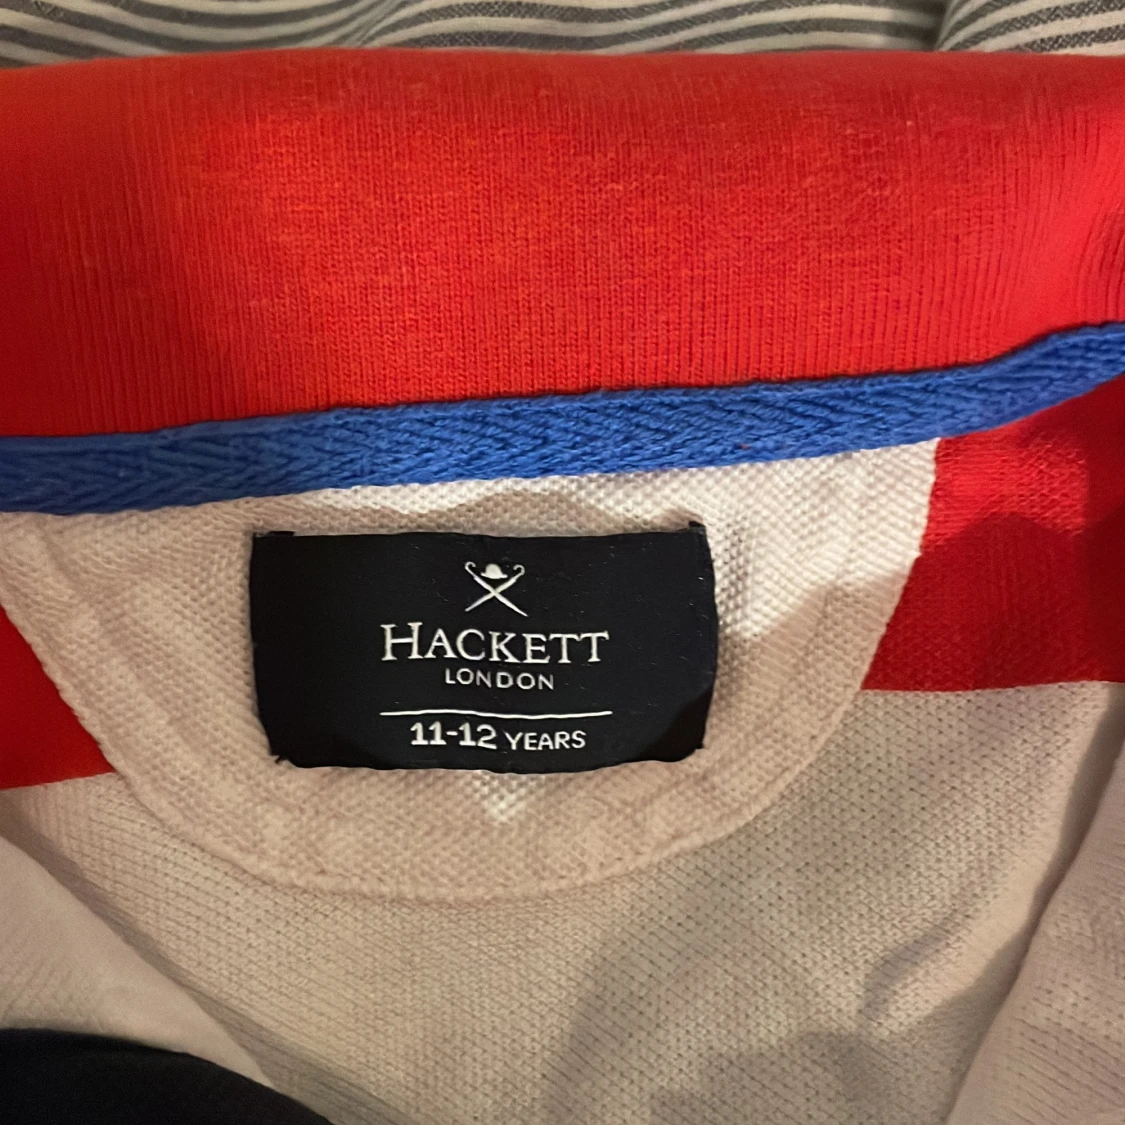 HACKETT
LONDON
11-12 YEARS